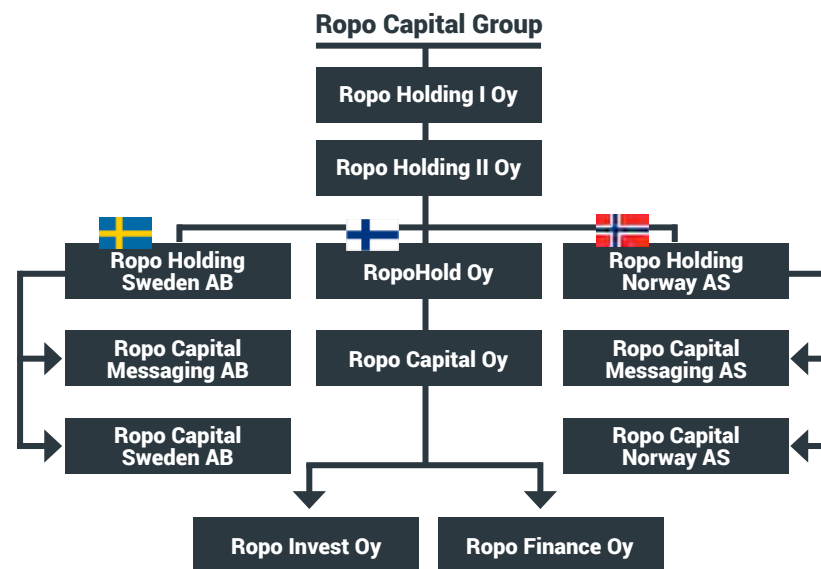 Ropo Capital Group
Ropo Holding I Oy
Ropo Holding II Oy
Ropo Holding
Sweden AB
RopoHold Oy
Ropo Holding
Norway AS
Ropo Capital
Messaging AB
Ropo Capital Oy
Ropo Capital
Messaging AS
Ropo Capital
Sweden AB
Ropo Capital
Norway AS
Ropo Invest Oy
Ropo Finance Oy